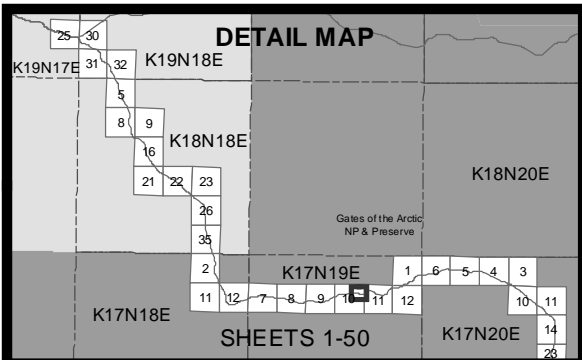 DETAIL MAP
25 30
K19N17E 31 32 K19N18E
5
8 9
K18N18E
16
21 22 23
K18N20E
26
Gates of the Arctic
NP & Preserve
35
2 K17N19E 1 6 5 4 3
11 12 7 8 9 10 11 12 10 11
K17N18E
SHEETS 1-50
K17N20E 14
23